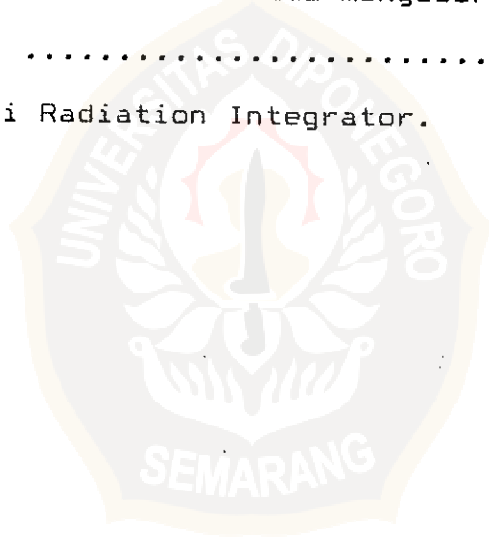 ..............................
i Radiation Integrator.
UNIVERSITAS DIPONEGORO
SEMARANG